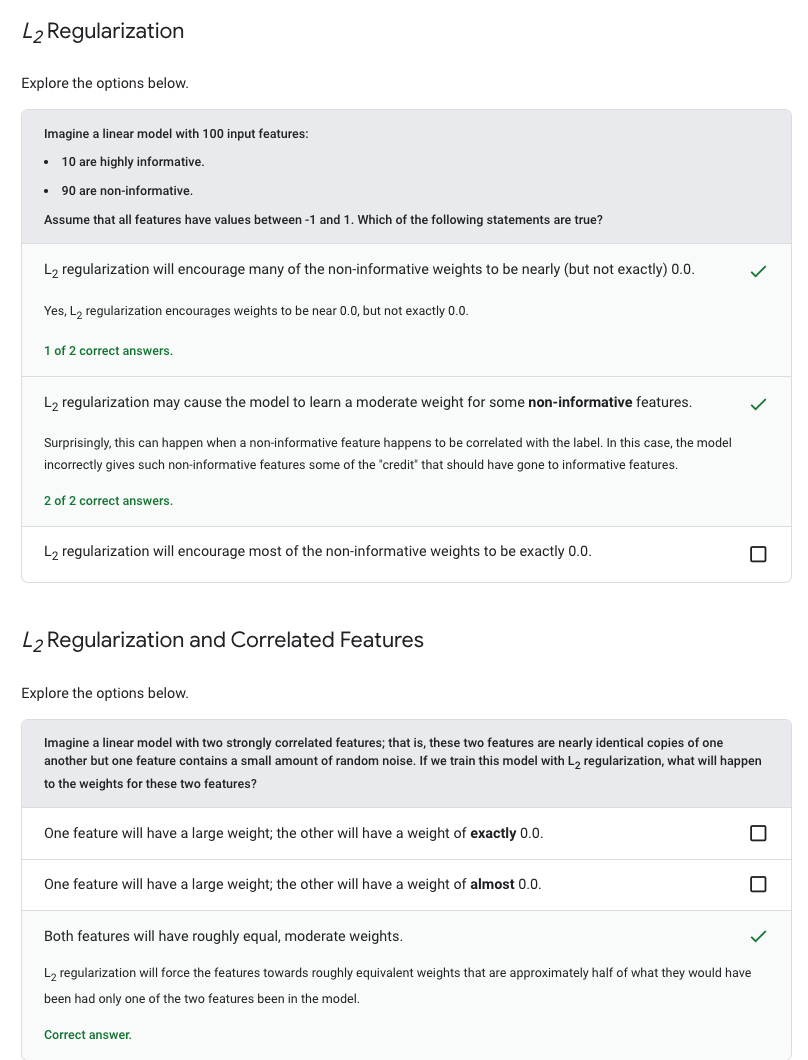 L2 Regularization
Explore the options below.
Imagine a linear model with 100 input features:
• 10 are highly informative.
• 90 are non-informative.
Assume that all features have values between -1 and 1. Which of the following statements are true?
L2 regularization will encourage many of the non-informative weights to be nearly (but not exactly) 0.0.
Yes, L2 regularization encourages weights to be near 0.0, but not exactly 0.0.
1 of 2 correct answers.
L2 regularization may cause the model to learn a moderate weight for some non-informative features.
Surprisingly, this can happen when a non-informative feature happens to be correlated with the label. In this case, the model
incorrectly gives such non-informative features some of the "credit" that should have gone to informative features.
2 of 2 correct answers.
L2 regularization will encourage most of the non-informative weights to be exactly 0.0.
L2 Regularization and Correlated Features
Explore the options below.
Imagine a linear model with two strongly correlated features; that is, these two features are nearly identical copies of one
another but one feature contains a small amount of random noise. If we train this model with L2 regularization, what will happen
to the weights for these two features?
One feature will have a large weight; the other will have a weight of exactly 0.0.
One feature will have a large weight; the other will have a weight of almost 0.0.
Both features will have roughly equal, moderate weights.
L2 regularization will force the features towards roughly equivalent weights that are approximately half of what they would have
been had only one of the two features been in the model.
Correct answer.